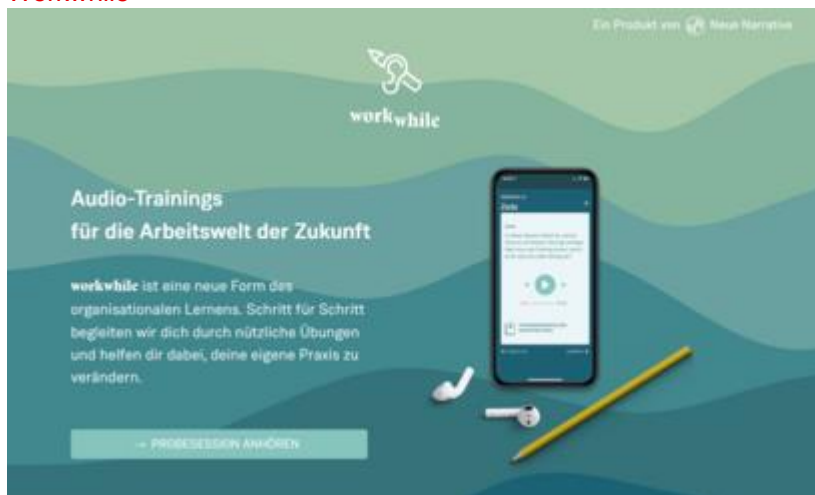 Ein Produkt von Neue Narrative
workwhile
Audio-Trainings
für die Arbeitswelt der Zukunft
workwhile ist eine neue Form des
organisationalen Lernens. Schritt für Schritt
begleiten wir dich durch nützliche Übungen
und helfen dir dabei, deine eigene Praxis zu
verändern.
→ PROBESESSION ANHÖREN